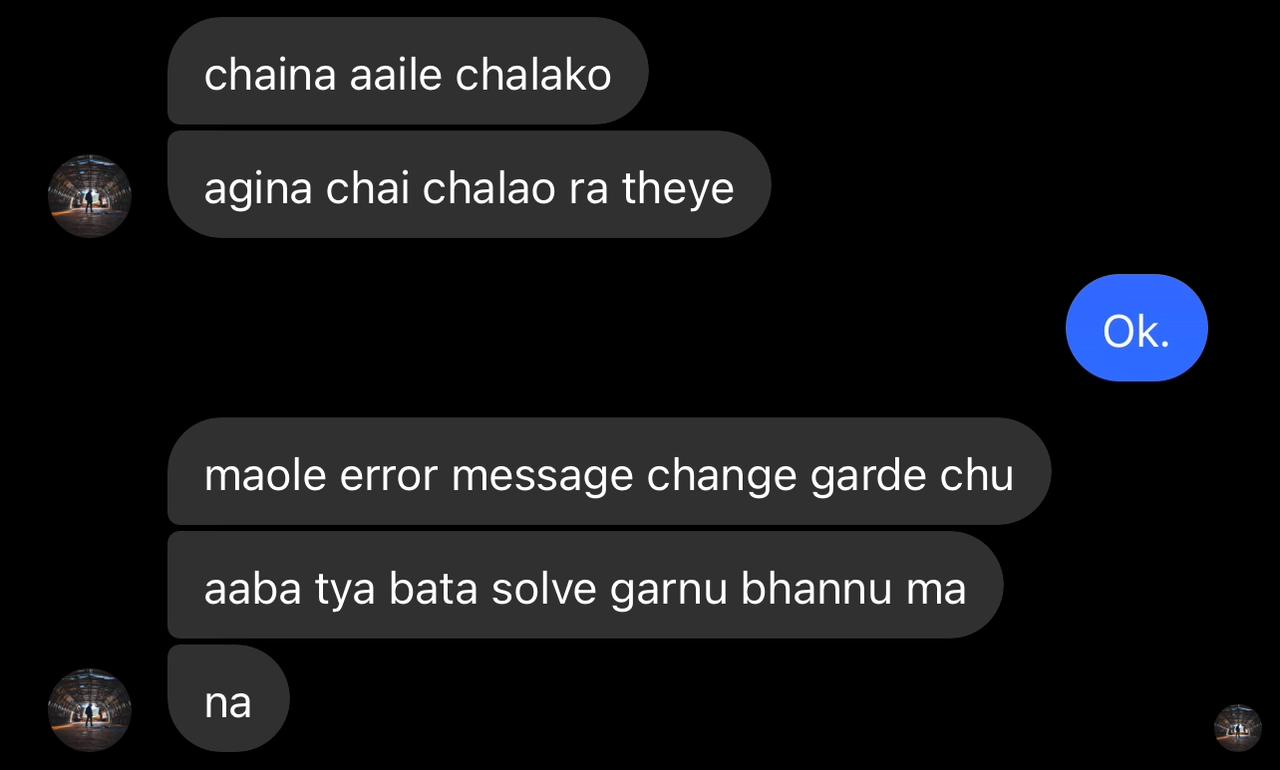 chaina aaile chalako
agina chai chalao ra theye
Ok.
maole error message change garde chu
aaba tya bata solve garnu bhannu ma
na